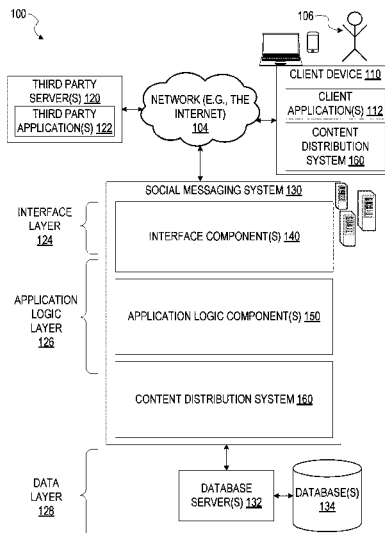 100
106
THIRD PARTY
SERVER(S) 120
THIRD PARTY
APPLICATION(S) 122
NETWORK (E.G., THE
INTERNET)
104
CLIENT DEVICE 110
CLIENT
APPLICATION(S) 112
CONTENT
DISTRIBUTION
SYSTEM 160
SOCIAL MESSAGING SYSTEM 130
INTERFACE
LAYER
124
INTERFACE COMPONENT(S) 140
APPLICATION
LOGIC
LAYER
126
APPLICATION LOGIC COMPONENT(S) 150
CONTENT DISTRIBUTION SYSTEM 160
DATA
LAYER
128
DATABASE
SERVER(S) 132
DATABASE(S)
134